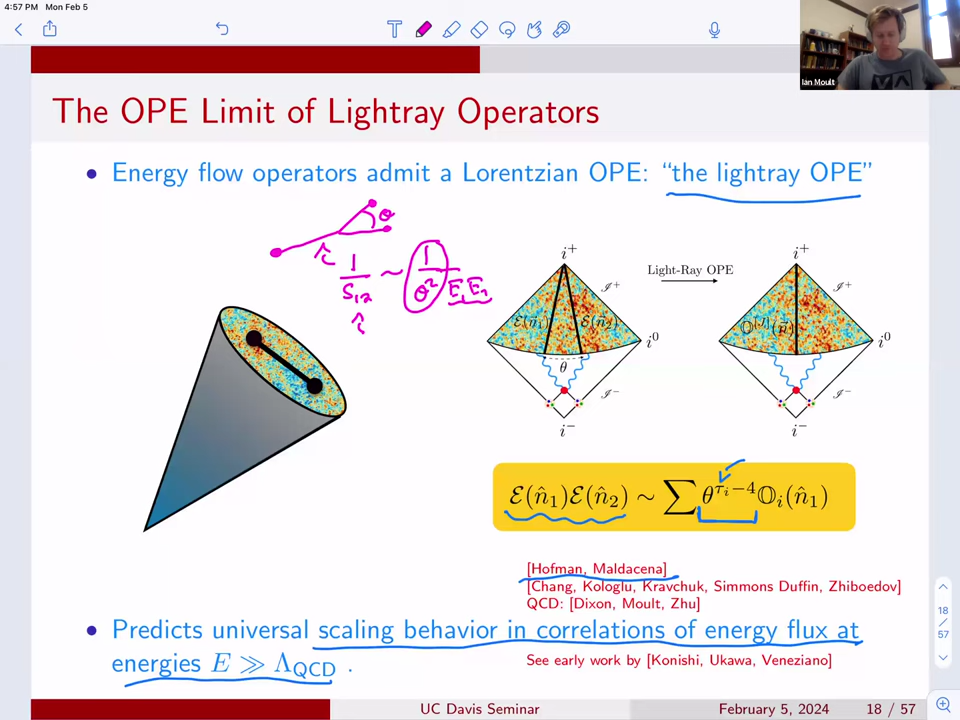 4:57 PM Mon Feb 5
Ian Moult
The OPE Limit of Lightray Operators
• Energy flow operators admit a Lorentzian OPE: "the lightray OPE"
θ
1/S₁₂ ~ 1/θ² 1/E₁E₂
i⁺
ℐ⁺
ℰ(n⃗₁) ℰ(n⃗₂)
i⁰
θ
ℐ⁻
i⁻
Light-Ray OPE
i⁺
ℐ⁺
𝕆^[J](n⃗)
i⁰
ℐ⁻
i⁻
ℰ(n̂₁)ℰ(n̂₂) ∼ ∑ θ^{τᵢ−4} 𝕆ᵢ(n̂₁)
[Hofman, Maldacena]
[Chang, Kologlu, Kravchuk, Simmons Duffin, Zhiboedov]
QCD: [Dixon, Moult, Zhu]
• Predicts universal scaling behavior in correlations of energy flux at
energies E ≫ Λ_QCD .
See early work by [Konishi, Ukawa, Veneziano]
18
/
57
UC Davis Seminar
February 5, 2024
18 / 57